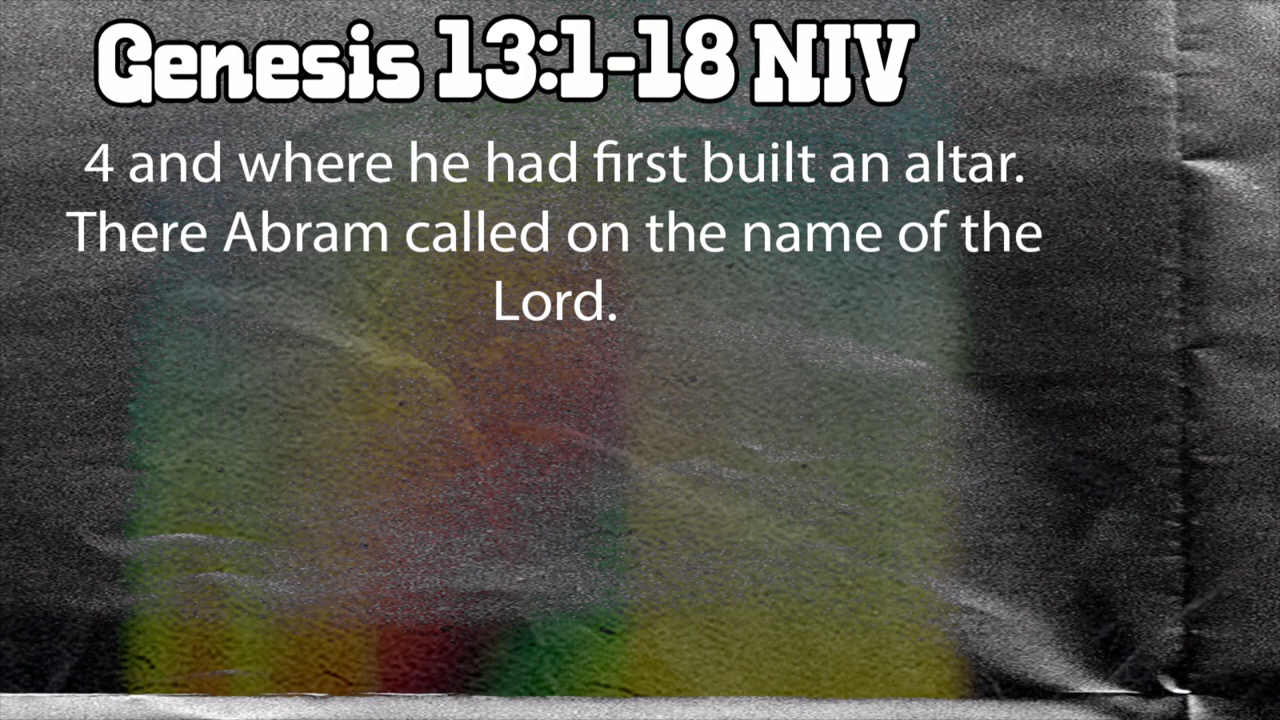 Genesis 13:1-18 NIV
4 and where he had first built an altar.
There Abram called on the name of the
Lord.